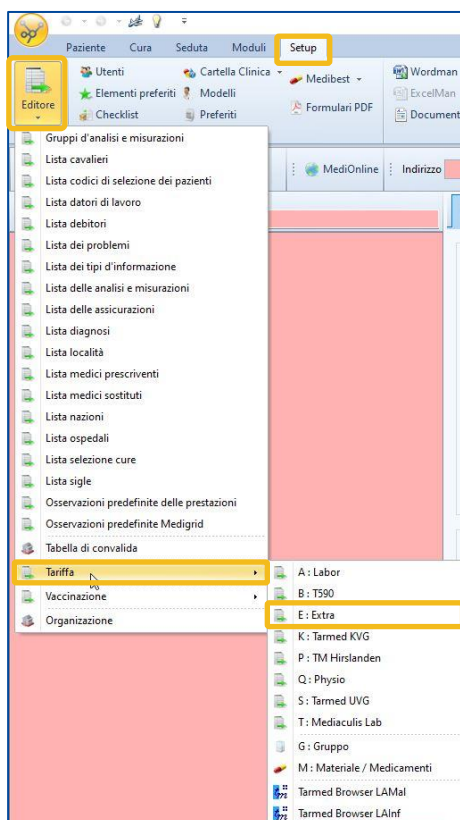 Paziente Cura Seduta Moduli Setup
Editore
Utenti
Elementi preferiti
Checklist
Cartella Clinica
Modelli
Preferiti
Medibest
Formulari PDF
Wordman
ExcelMan
Document
MediOnline Indirizzo
Gruppi d'analisi e misurazioni
Lista cavalieri
Lista codici di selezione dei pazienti
Lista datori di lavoro
Lista debitori
Lista dei problemi
Lista dei tipi d'informazione
Lista delle analisi e misurazioni
Lista delle assicurazioni
Lista diagnosi
Lista località
Lista medici prescriventi
Lista medici sostituti
Lista nazioni
Lista ospedali
Lista selezione cure
Lista sigle
Osservazioni predefinite delle prestazioni
Osservazioni predefinite Medigrid
Tabella di convalida
Tariffa
Vaccinazione
Organizzazione
A : Labor
B : T590
E : Extra
K : Tarmed KVG
P : TM Hirslanden
Q : Physio
S : Tarmed UVG
T : Mediaculis Lab
G : Gruppo
M : Materiale / Medicamenti
Tarmed Browser LAMal
Tarmed Browser LAInf